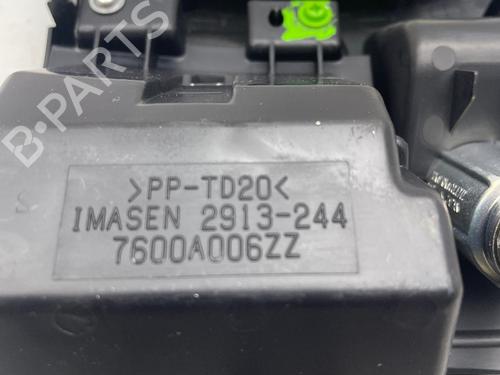 B-PARTS
>PP-TD20<
IMASEN 2913-244
7600A006ZZ